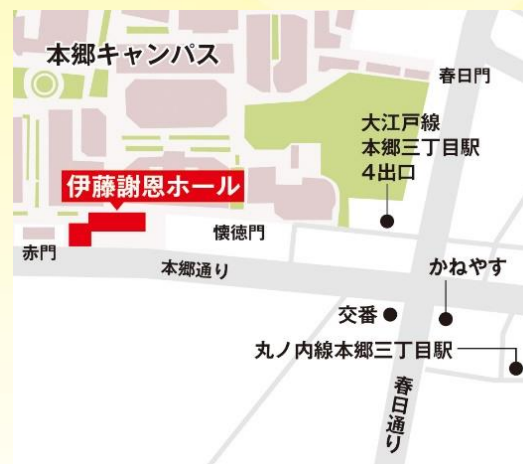 本郷キャンパス
春日門
大江戸線
本郷三丁目駅
4出口
伊藤謝恩ホール
懐徳門
赤門
本郷通り
かねやす
交番
丸ノ内線本郷三丁目駅
春日通り